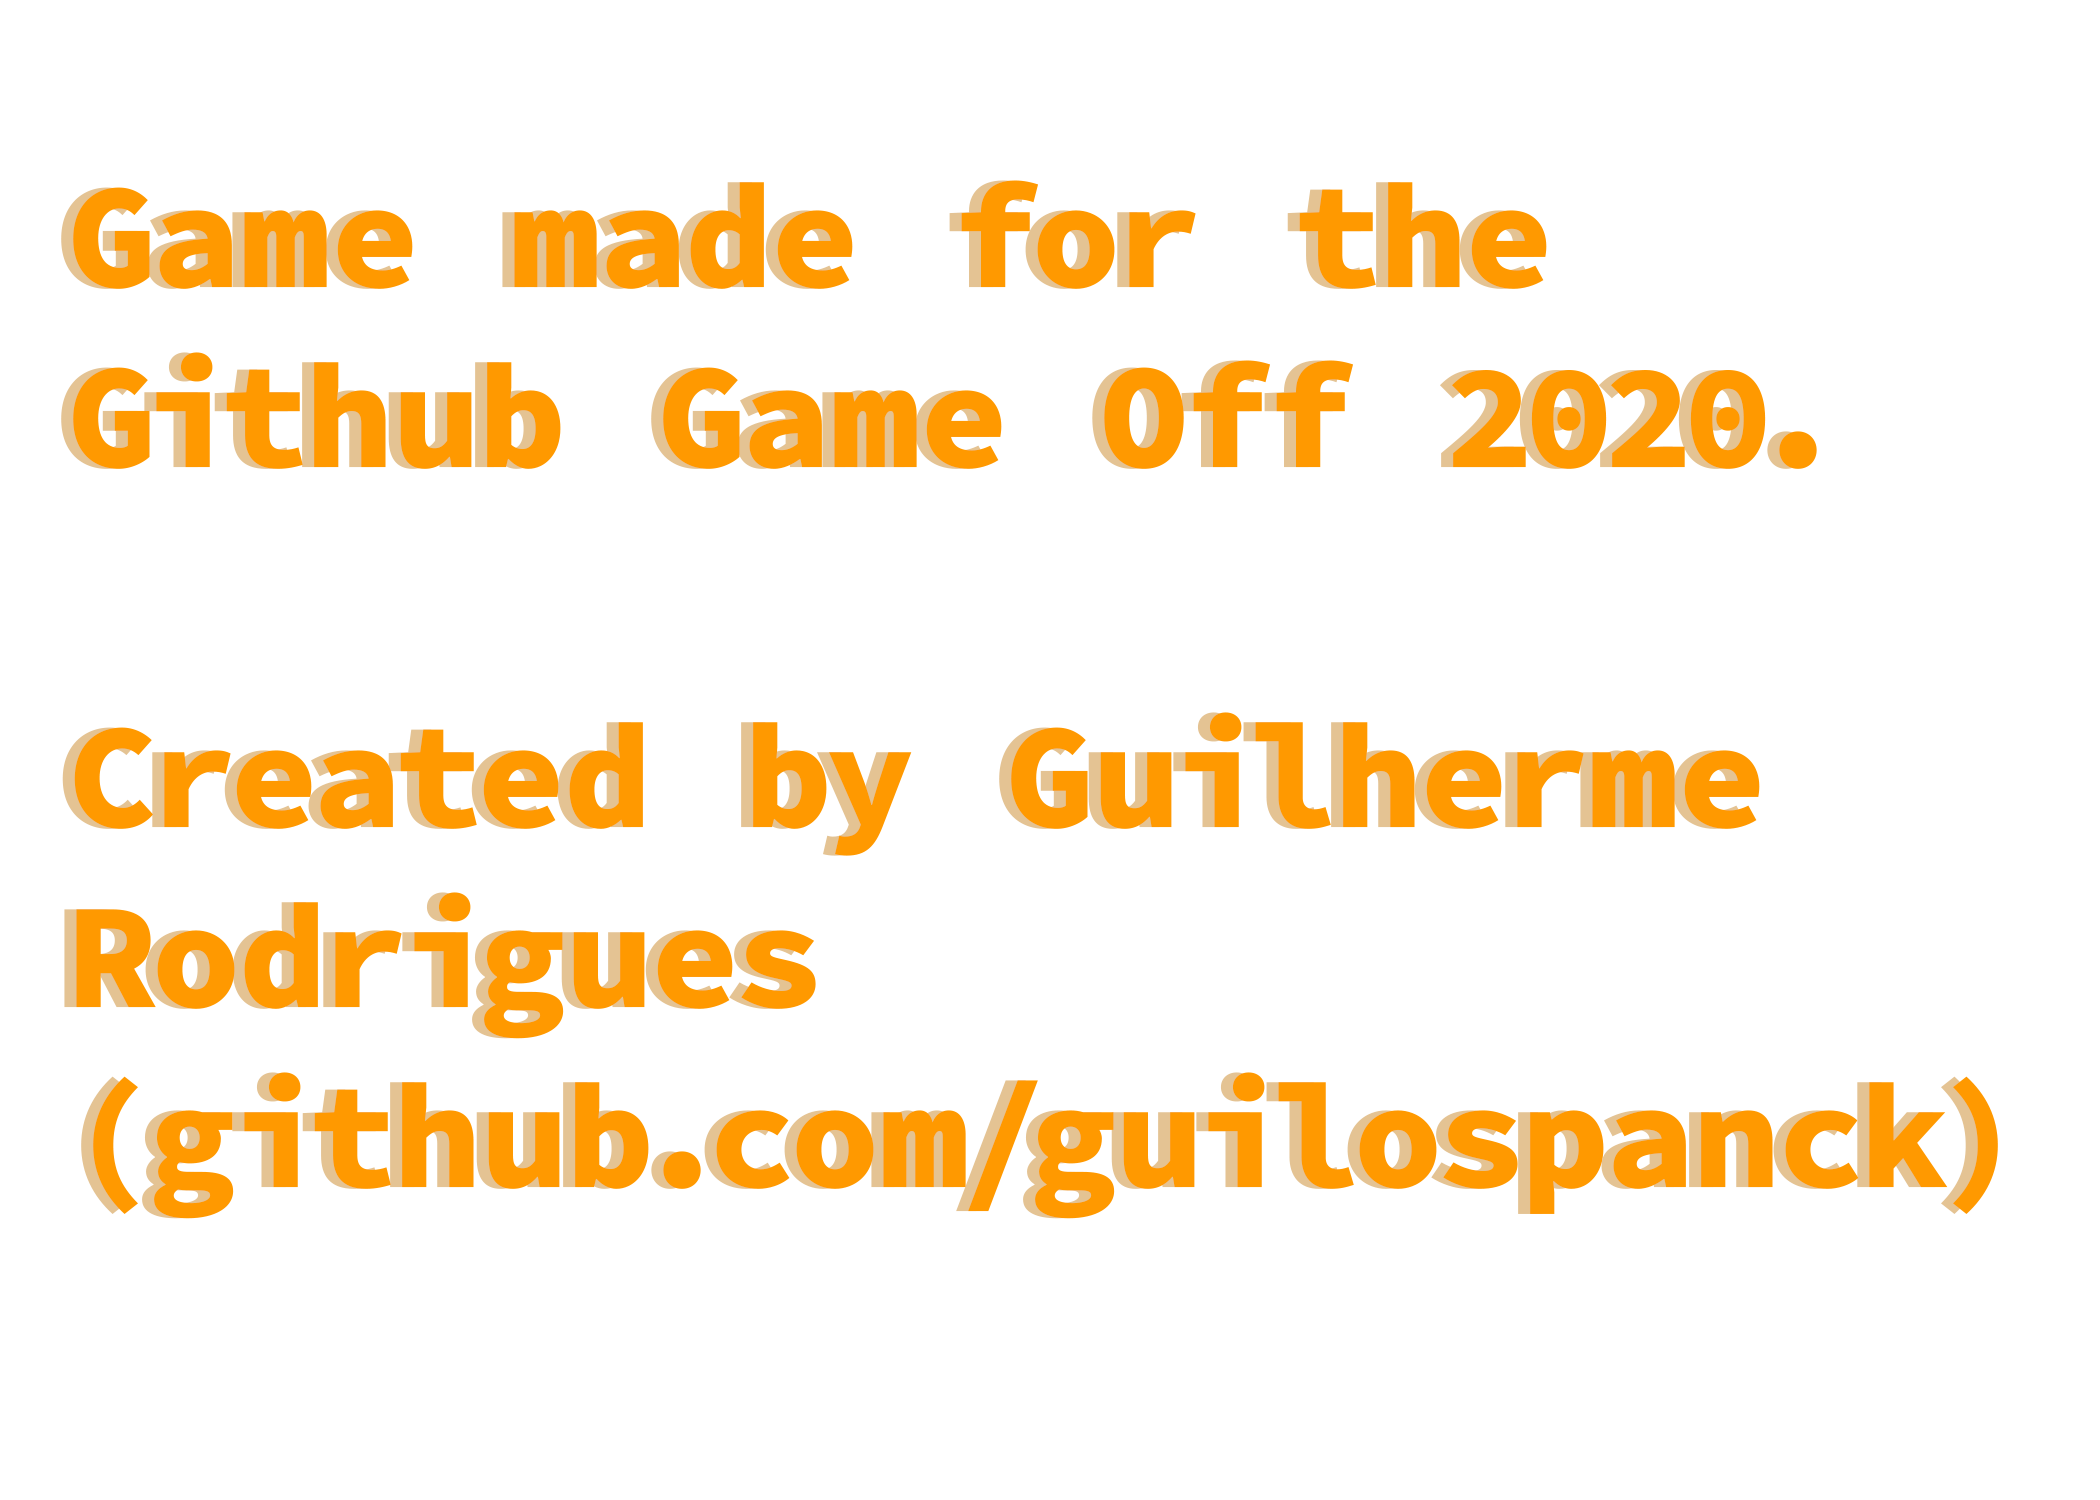 Game made for the
Github Game Off 2020.
Created by Guilherme
Rodrigues
(github.com/guilospanck)